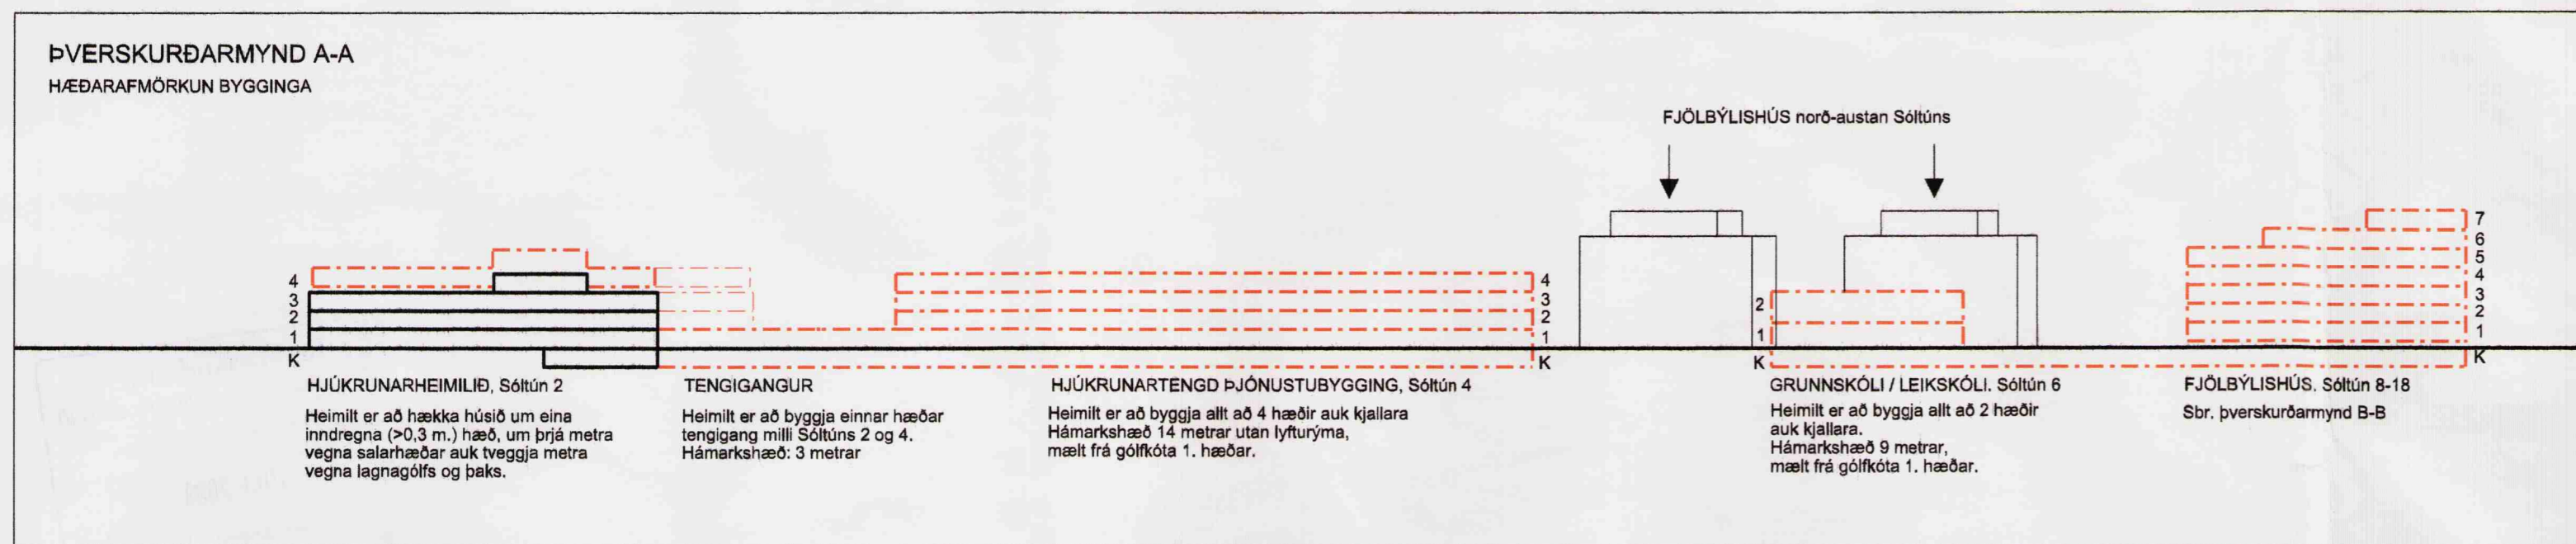 ÞVERSKURÐARMYND A-A
HÆÐARAFMÖRKUN BYGGINGA
FJÖLBÝLISHÚS norð-austan Sóltúns
4
3
2
1
K
4
3
2
1
K
2
1
K
7
6
5
4
3
2
1
K
HJÚKRUNARHEIMILIÐ, Sóltún 2
Heimilt er að hækka húsið um eina
inndregna (>0,3 m.) hæð, um þrjá metra
vegna salarhæðar auk tveggja metra
vegna lagnagólfs og þaks.
TENGIGANGUR
Heimilt er að byggja einnar hæðar
tengigang milli Sóltúns 2 og 4.
Hámarkshæð: 3 metrar
HJÚKRUNARTENGD ÞJÓNUSTUBYGGING, Sóltún 4
Heimilt er að byggja allt að 4 hæðir auk kjallara
Hámarkshæð 14 metrar utan lyfturýma,
mælt frá gólfkóta 1. hæðar.
GRUNNSKÓLI / LEIKSKÓLI. Sóltún 6
Heimilt er að byggja allt að 2 hæðir
auk kjallara.
Hámarkshæð 9 metrar,
mælt frá gólfkóta 1. hæðar.
FJÖLBÝLISHÚS. Sóltún 8-18
Sbr. þverskurðarmynd B-B